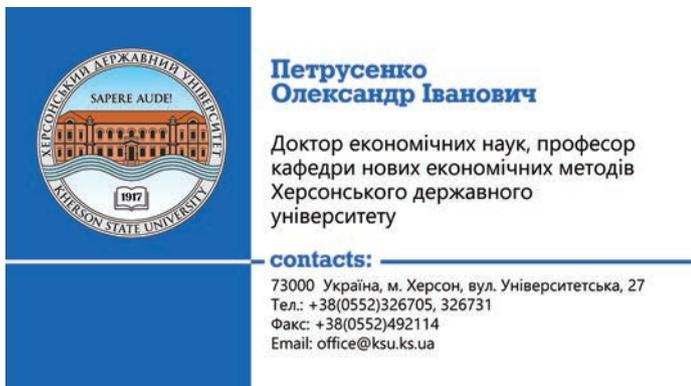 ХЕРСОНСЬКИЙ ДЕРЖАВНИЙ УНІВЕРСИТЕТ
SAPERE AUDE!
1917
KHERSON STATE UNIVERSITY
Петрусенко
Олександр Іванович
Доктор економічних наук, професор
кафедри нових економічних методів
Херсонського державного
університету
contacts:
73000 Україна, м. Херсон, вул. Університетська, 27
Тел.: +38(0552)326705, 326731
Факс: +38(0552)492114
Email: office@ksu.ks.ua